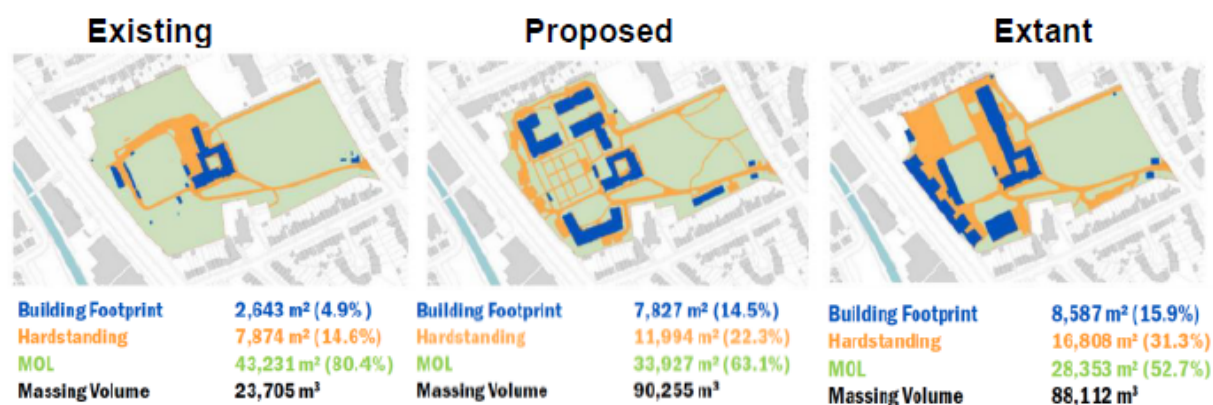 Existing
Proposed
Extant
Building Footprint 2,643 m² (4.9%)
Hardstanding 7,874 m² (14.6%)
MOL 43,231 m² (80.4%)
Massing Volume 23,705 m³
Building Footprint 7,827 m² (14.5%)
Hardstanding 11,994 m² (22.3%)
MOL 33,927 m² (63.1%)
Massing Volume 90,255 m³
Building Footprint 8,587 m² (15.9%)
Hardstanding 16,808 m² (31.3%)
MOL 28,353 m² (52.7%)
Massing Volume 88,112 m³